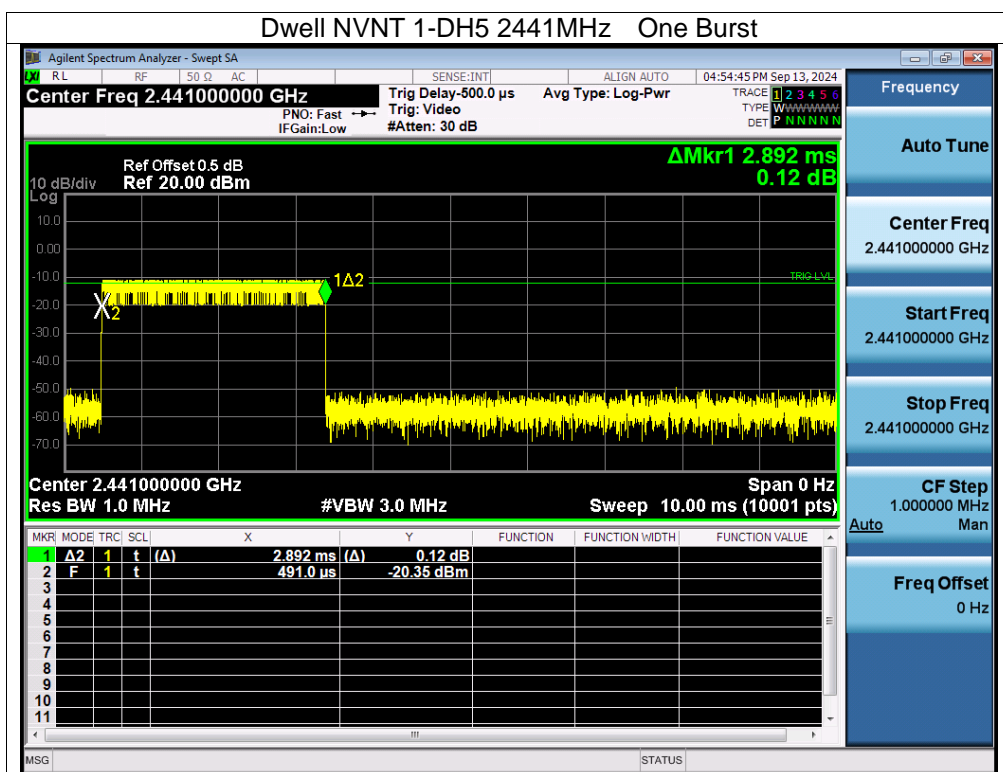 Dwell NVNT 1-DH5 2441MHz One Burst
Agilent Spectrum Analyzer - Swept SA
LXI RL RF 50 Ω AC SENSE:INT ALIGN AUTO 04:54:45 PM Sep 13, 2024
Center Freq 2.441000000 GHz
PNO: Fast
IFGain:Low
Trig Delay-500.0 µs
Trig: Video
#Atten: 30 dB
Avg Type: Log-Pwr
TRACE 1 2 3 4 5 6
TYPE WWWWWW
DET P N N N N N
ΔMkr1 2.892 ms
0.12 dB
Ref Offset 0.5 dB
10 dB/div Ref 20.00 dBm
Log
10.0
0.00
-10.0
-20.0
-30.0
-40.0
-50.0
-60.0
-70.0
1Δ2
TRIG LVL
X2
Center 2.441000000 GHz Span 0 Hz
Res BW 1.0 MHz #VBW 3.0 MHz Sweep 10.00 ms (10001 pts)
MKR MODE TRC SCL X Y FUNCTION FUNCTION WIDTH FUNCTION VALUE
1 Δ2 1 t (Δ) 2.892 ms (Δ) 0.12 dB
2 F 1 t 491.0 µs -20.35 dBm
3
4
5
6
7
8
9
10
11
MSG STATUS
Frequency
Auto Tune
Center Freq
2.441000000 GHz
Start Freq
2.441000000 GHz
Stop Freq
2.441000000 GHz
CF Step
1.000000 MHz
Auto Man
Freq Offset
0 Hz